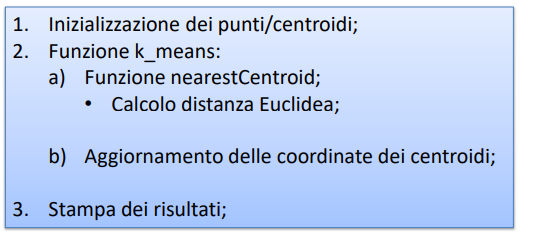 1. Inizializzazione dei punti/centroidi;
2. Funzione k_means:
a) Funzione nearestCentroid;
• Calcolo distanza Euclidea;
b) Aggiornamento delle coordinate dei centroidi;
3. Stampa dei risultati;